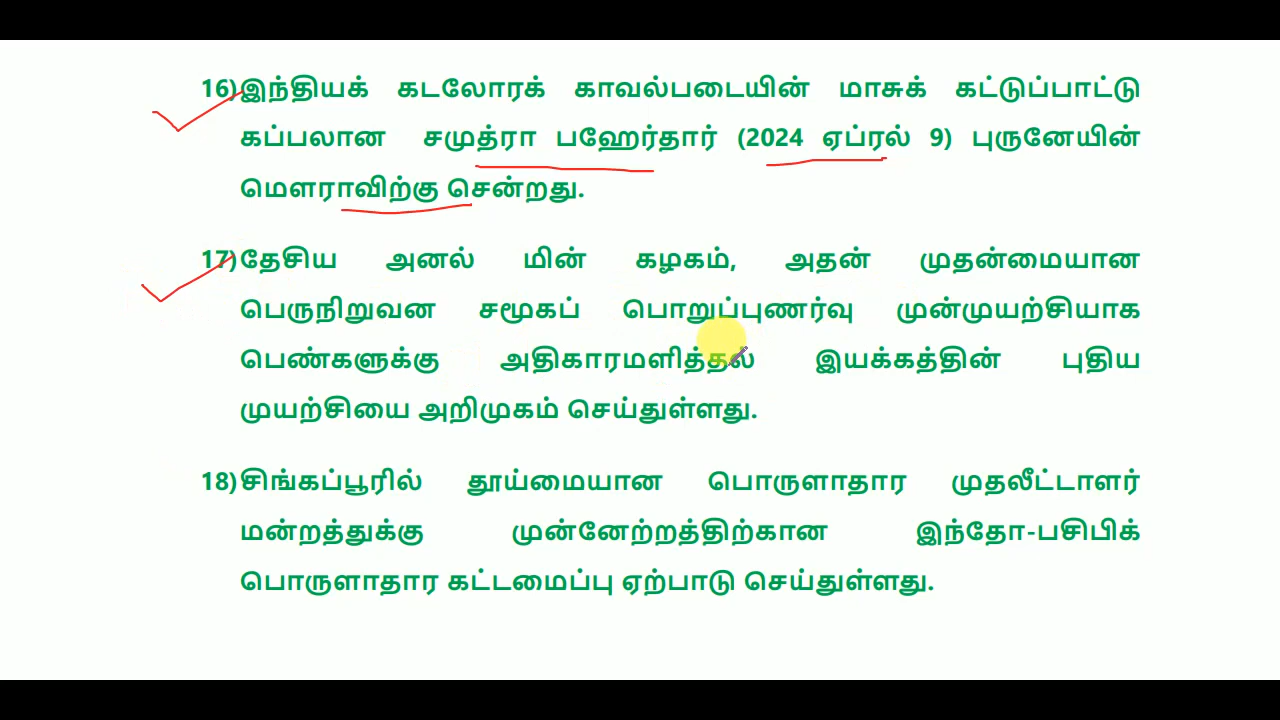 16)இந்தியக் கடலோரக் காவல்படையின் மாசுக் கட்டுப்பாட்டு
கப்பலான சமுத்ரா பஹேர்தார் (2024 ஏப்ரல் 9) புருனேயின்
மௌராவிற்கு சென்றது.
17)தேசிய அனல் மின் கழகம், அதன் முதன்மையான
பெருநிறுவன சமூகப் பொறுப்புணர்வு முன்முயற்சியாக
பெண்களுக்கு அதிகாரமளித்தல் இயக்கத்தின் புதிய
முயற்சியை அறிமுகம் செய்துள்ளது.
18)சிங்கப்பூரில் தூய்மையான பொருளாதார முதலீட்டாளர்
மன்றத்துக்கு முன்னேற்றத்திற்கான இந்தோ-பசிபிக்
பொருளாதார கட்டமைப்பு ஏற்பாடு செய்துள்ளது.